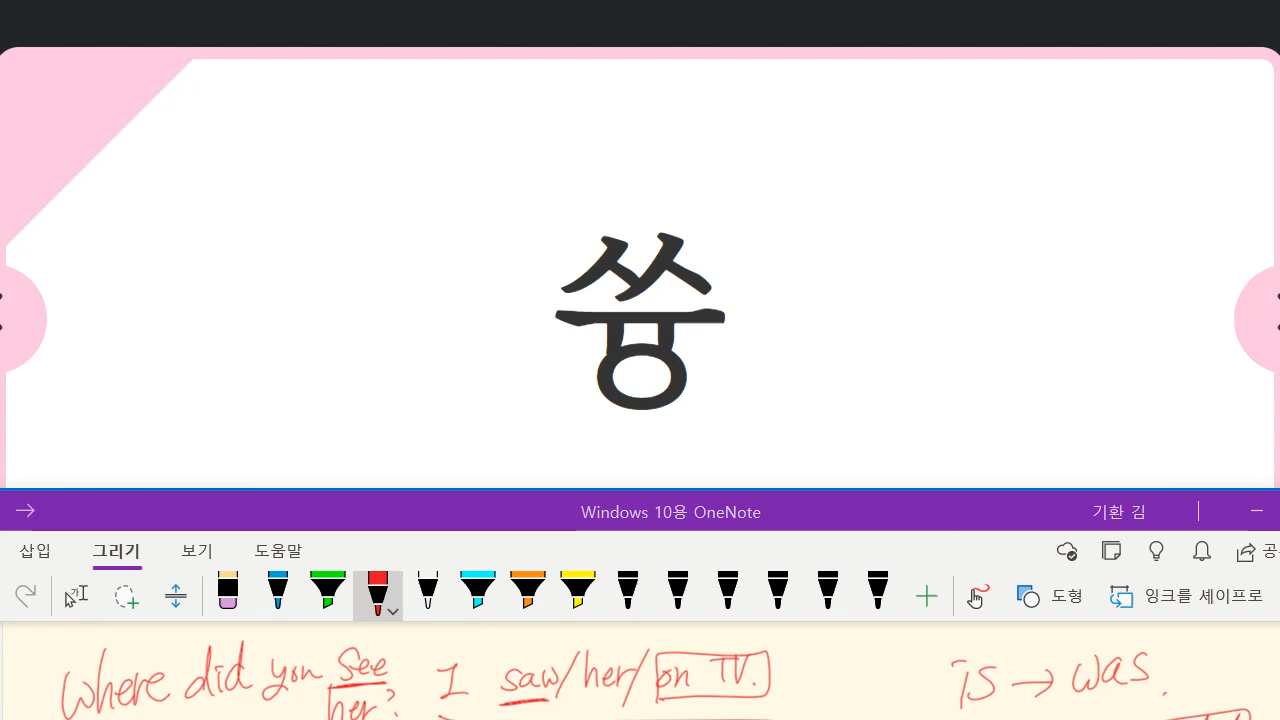 쓩
Windows 10용 OneNote 기환 김
삽입 그리기 보기 도움말 공
도형 잉크를 셰이프로
Where did you see I saw/her/on TV. is → was.
her?